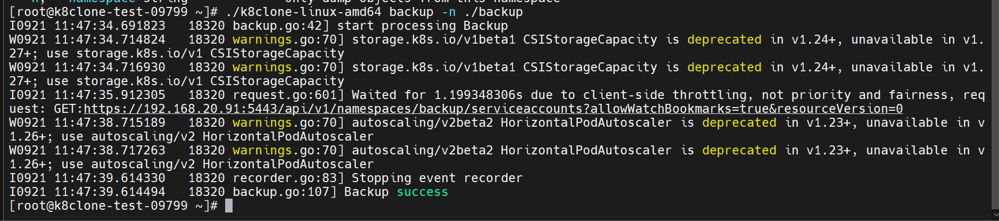 [root@k8clone-test-09799 ~]# ./k8clone-linux-amd64 backup -n ./backup
I0921 11:47:34.691823   18320 backup.go:42] start processing Backup
W0921 11:47:34.714824   18320 warnings.go:70] storage.k8s.io/v1beta1 CSIStorageCapacity is deprecated in v1.24+, unavailable in v1.
27+; use storage.k8s.io/v1 CSIStorageCapacity
W0921 11:47:34.716930   18320 warnings.go:70] storage.k8s.io/v1beta1 CSIStorageCapacity is deprecated in v1.24+, unavailable in v1.
27+; use storage.k8s.io/v1 CSIStorageCapacity
I0921 11:47:35.912305   18320 request.go:601] Waited for 1.199348306s due to client-side throttling, not priority and fairness, req
uest: GET:https://192.168.20.91:5443/api/v1/namespaces/backup/serviceaccounts?allowWatchBookmarks=true&resourceVersion=0
W0921 11:47:38.715189   18320 warnings.go:70] autoscaling/v2beta2 HorizontalPodAutoscaler is deprecated in v1.23+, unavailable in v
1.26+; use autoscaling/v2 HorizontalPodAutoscaler
W0921 11:47:38.717263   18320 warnings.go:70] autoscaling/v2beta2 HorizontalPodAutoscaler is deprecated in v1.23+, unavailable in v
1.26+; use autoscaling/v2 HorizontalPodAutoscaler
I0921 11:47:39.614330   18320 recorder.go:83] Stopping event recorder
I0921 11:47:39.614494   18320 backup.go:107] Backup success
[root@k8clone-test-09799 ~]#